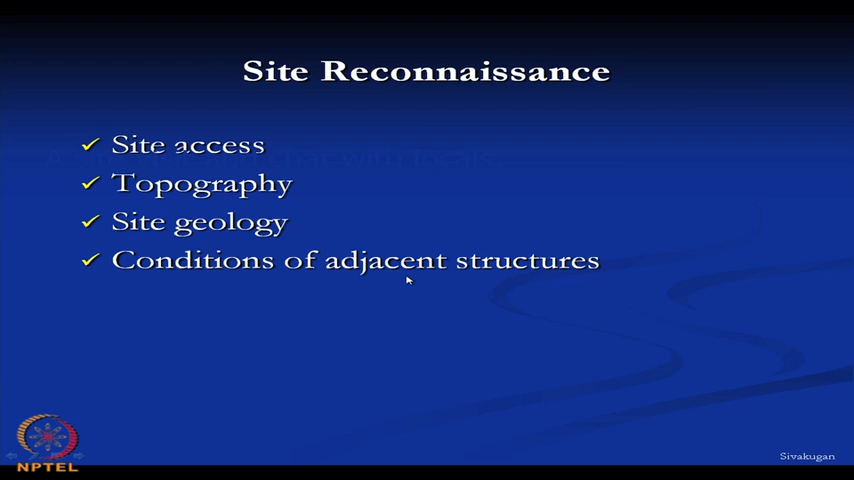 Site Reconnaissance
✓ Site access
✓ Topography
✓ Site geology
✓ Conditions of adjacent structures
NPTEL
Sivakugan